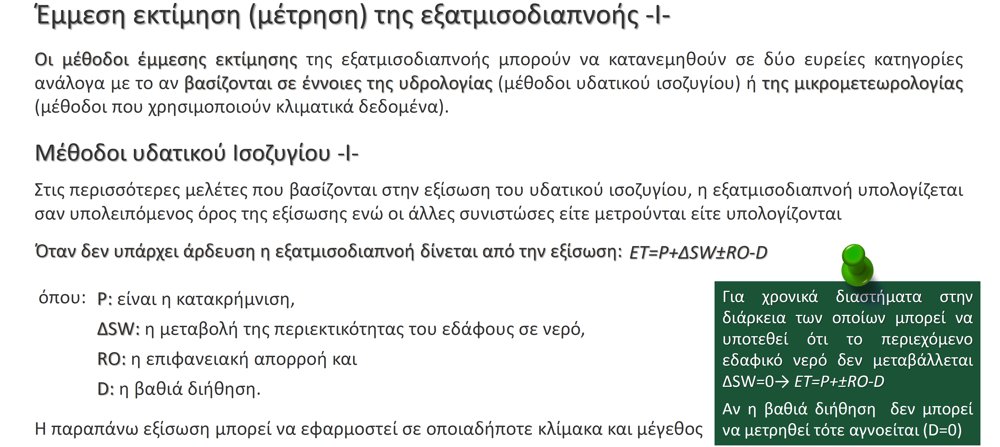 Έμμεση εκτίμηση (μέτρηση) της εξατμισοδιαπνοής -Ι-
Οι μέθοδοι έμμεσης εκτίμησης της εξατμισοδιαπνοής μπορούν να κατανεμηθούν σε δύο ευρείες κατηγορίες
ανάλογα με το αν βασίζονται σε έννοιες της υδρολογίας (μέθοδοι υδατικού ισοζυγίου) ή της μικρομετεωρολογίας
(μέθοδοι που χρησιμοποιούν κλιματικά δεδομένα).
Μέθοδοι υδατικού Ισοζυγίου -Ι-
Στις περισσότερες μελέτες που βασίζονται στην εξίσωση του υδατικού ισοζυγίου, η εξατμισοδιαπνοή υπολογίζεται
σαν υπολειπόμενος όρος της εξίσωσης ενώ οι άλλες συνιστώσες είτε μετρούνται είτε υπολογίζονται
Όταν δεν υπάρχει άρδευση η εξατμισοδιαπνοή δίνεται από την εξίσωση: ET=P+ΔSW±RO-D
όπου: P: είναι η κατακρήμνιση,
ΔSW: η μεταβολή της περιεκτικότητας του εδάφους σε νερό,
RO: η επιφανειακή απορροή και
D: η βαθιά διήθηση.
Η παραπάνω εξίσωση μπορεί να εφαρμοστεί σε οποιαδήποτε κλίμακα και μέγεθος
Για χρονικά διαστήματα στην
διάρκεια των οποίων μπορεί να
υποτεθεί ότι το περιεχόμενο
εδαφικό νερό δεν μεταβάλλεται
ΔSW=0→ ET=P+±RO-D
Αν η βαθιά διήθηση δεν μπορεί
να μετρηθεί τότε αγνοείται (D=0)